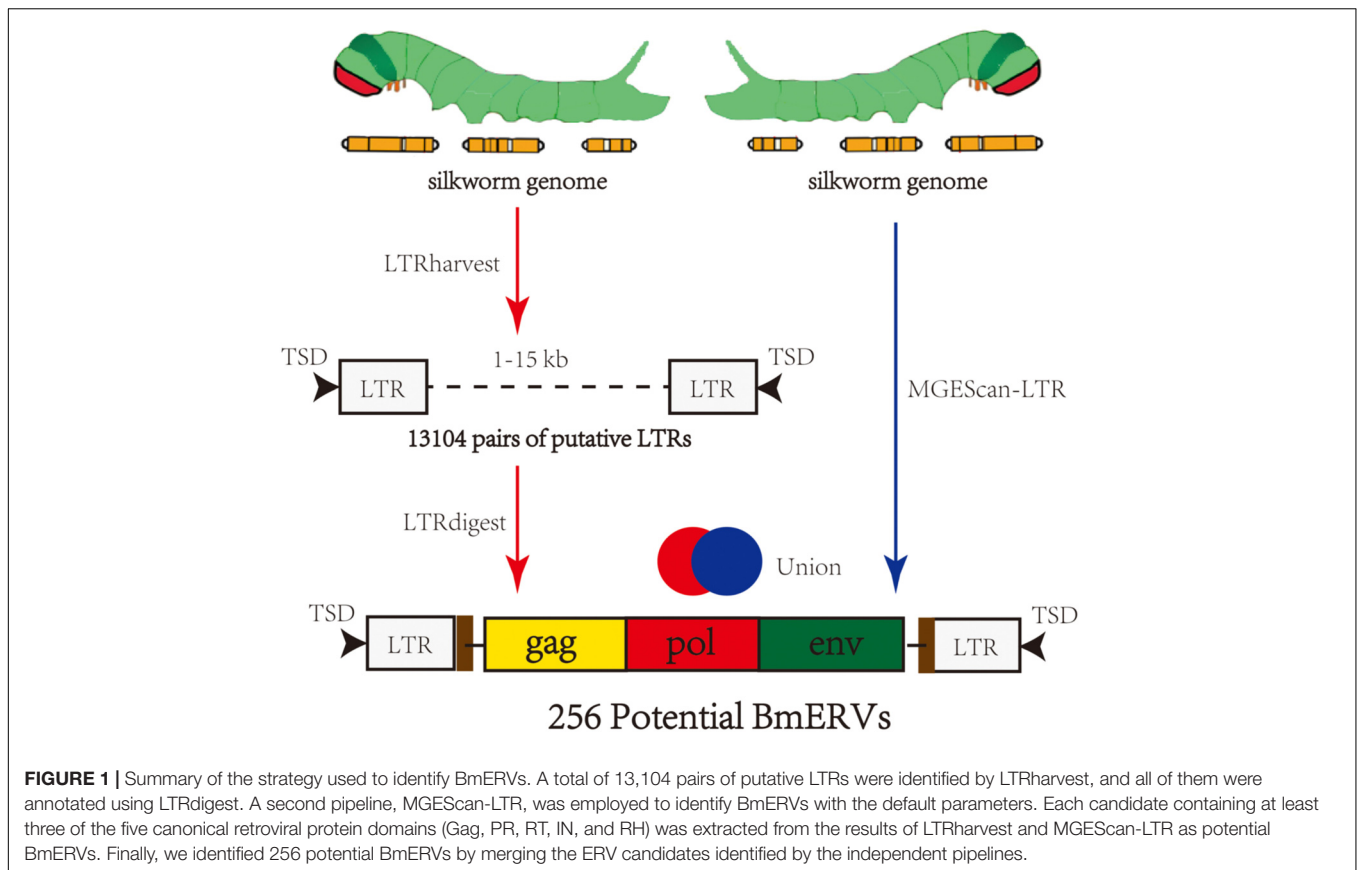 silkworm genome
silkworm genome
LTRharvest
TSD
1-15 kb
TSD
LTR
LTR
MGEScan-LTR
13104 pairs of putative LTRs
LTRdigest
Union
TSD
TSD
LTR
gag
pol
env
LTR
256 Potential BmERVs
FIGURE 1 | Summary of the strategy used to identify BmERVs. A total of 13,104 pairs of putative LTRs were identified by LTRharvest, and all of them were
annotated using LTRdigest. A second pipeline, MGEScan-LTR, was employed to identify BmERVs with the default parameters. Each candidate containing at least
three of the five canonical retroviral protein domains (Gag, PR, RT, IN, and RH) was extracted from the results of LTRharvest and MGEScan-LTR as potential
BmERVs. Finally, we identified 256 potential BmERVs by merging the ERV candidates identified by the independent pipelines.